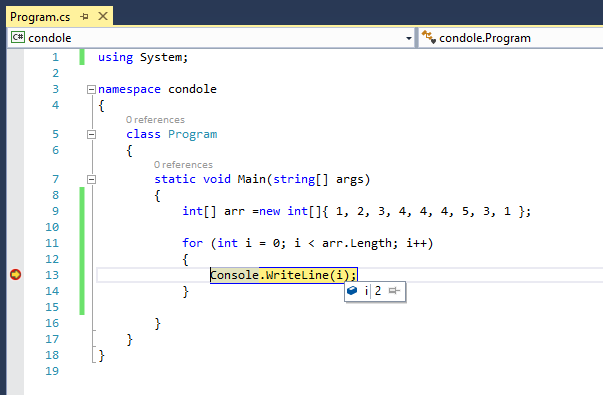 Program.cs
C# condole
condole.Program
1 using System;
2
3 namespace condole
4 {
0 references
5 class Program
6 {
0 references
7 static void Main(string[] args)
8 {
9 int[] arr =new int[]{ 1, 2, 3, 4, 4, 4, 5, 3, 1 };
10
11 for (int i = 0; i < arr.Length; i++)
12 {
13 Console.WriteLine(i);
i 2
14 }
15
16 }
17 }
18 }
19